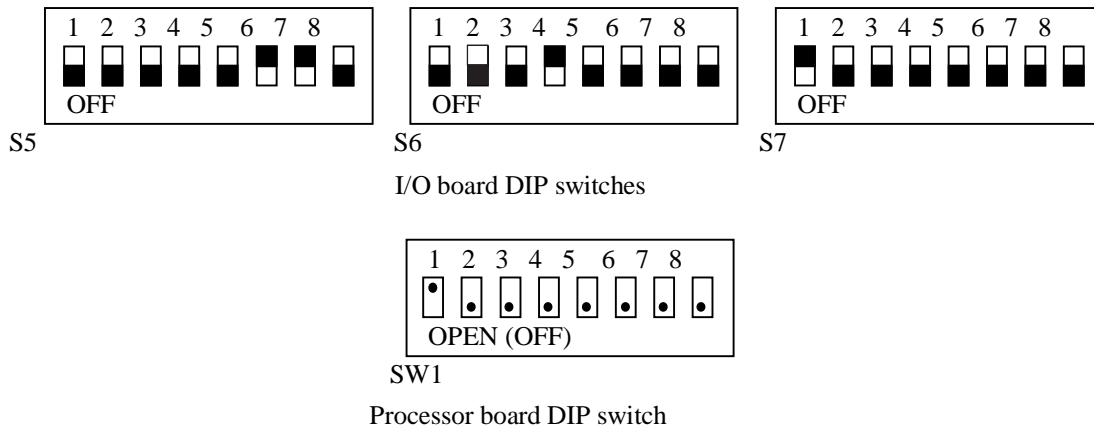 1 2 3 4 5 6 7 8
OFF
S5
1 2 3 4 5 6 7 8
OFF
S6
1 2 3 4 5 6 7 8
OFF
S7
I/O board DIP switches
1 2 3 4 5 6 7 8
OPEN (OFF)
SW1
Processor board DIP switch